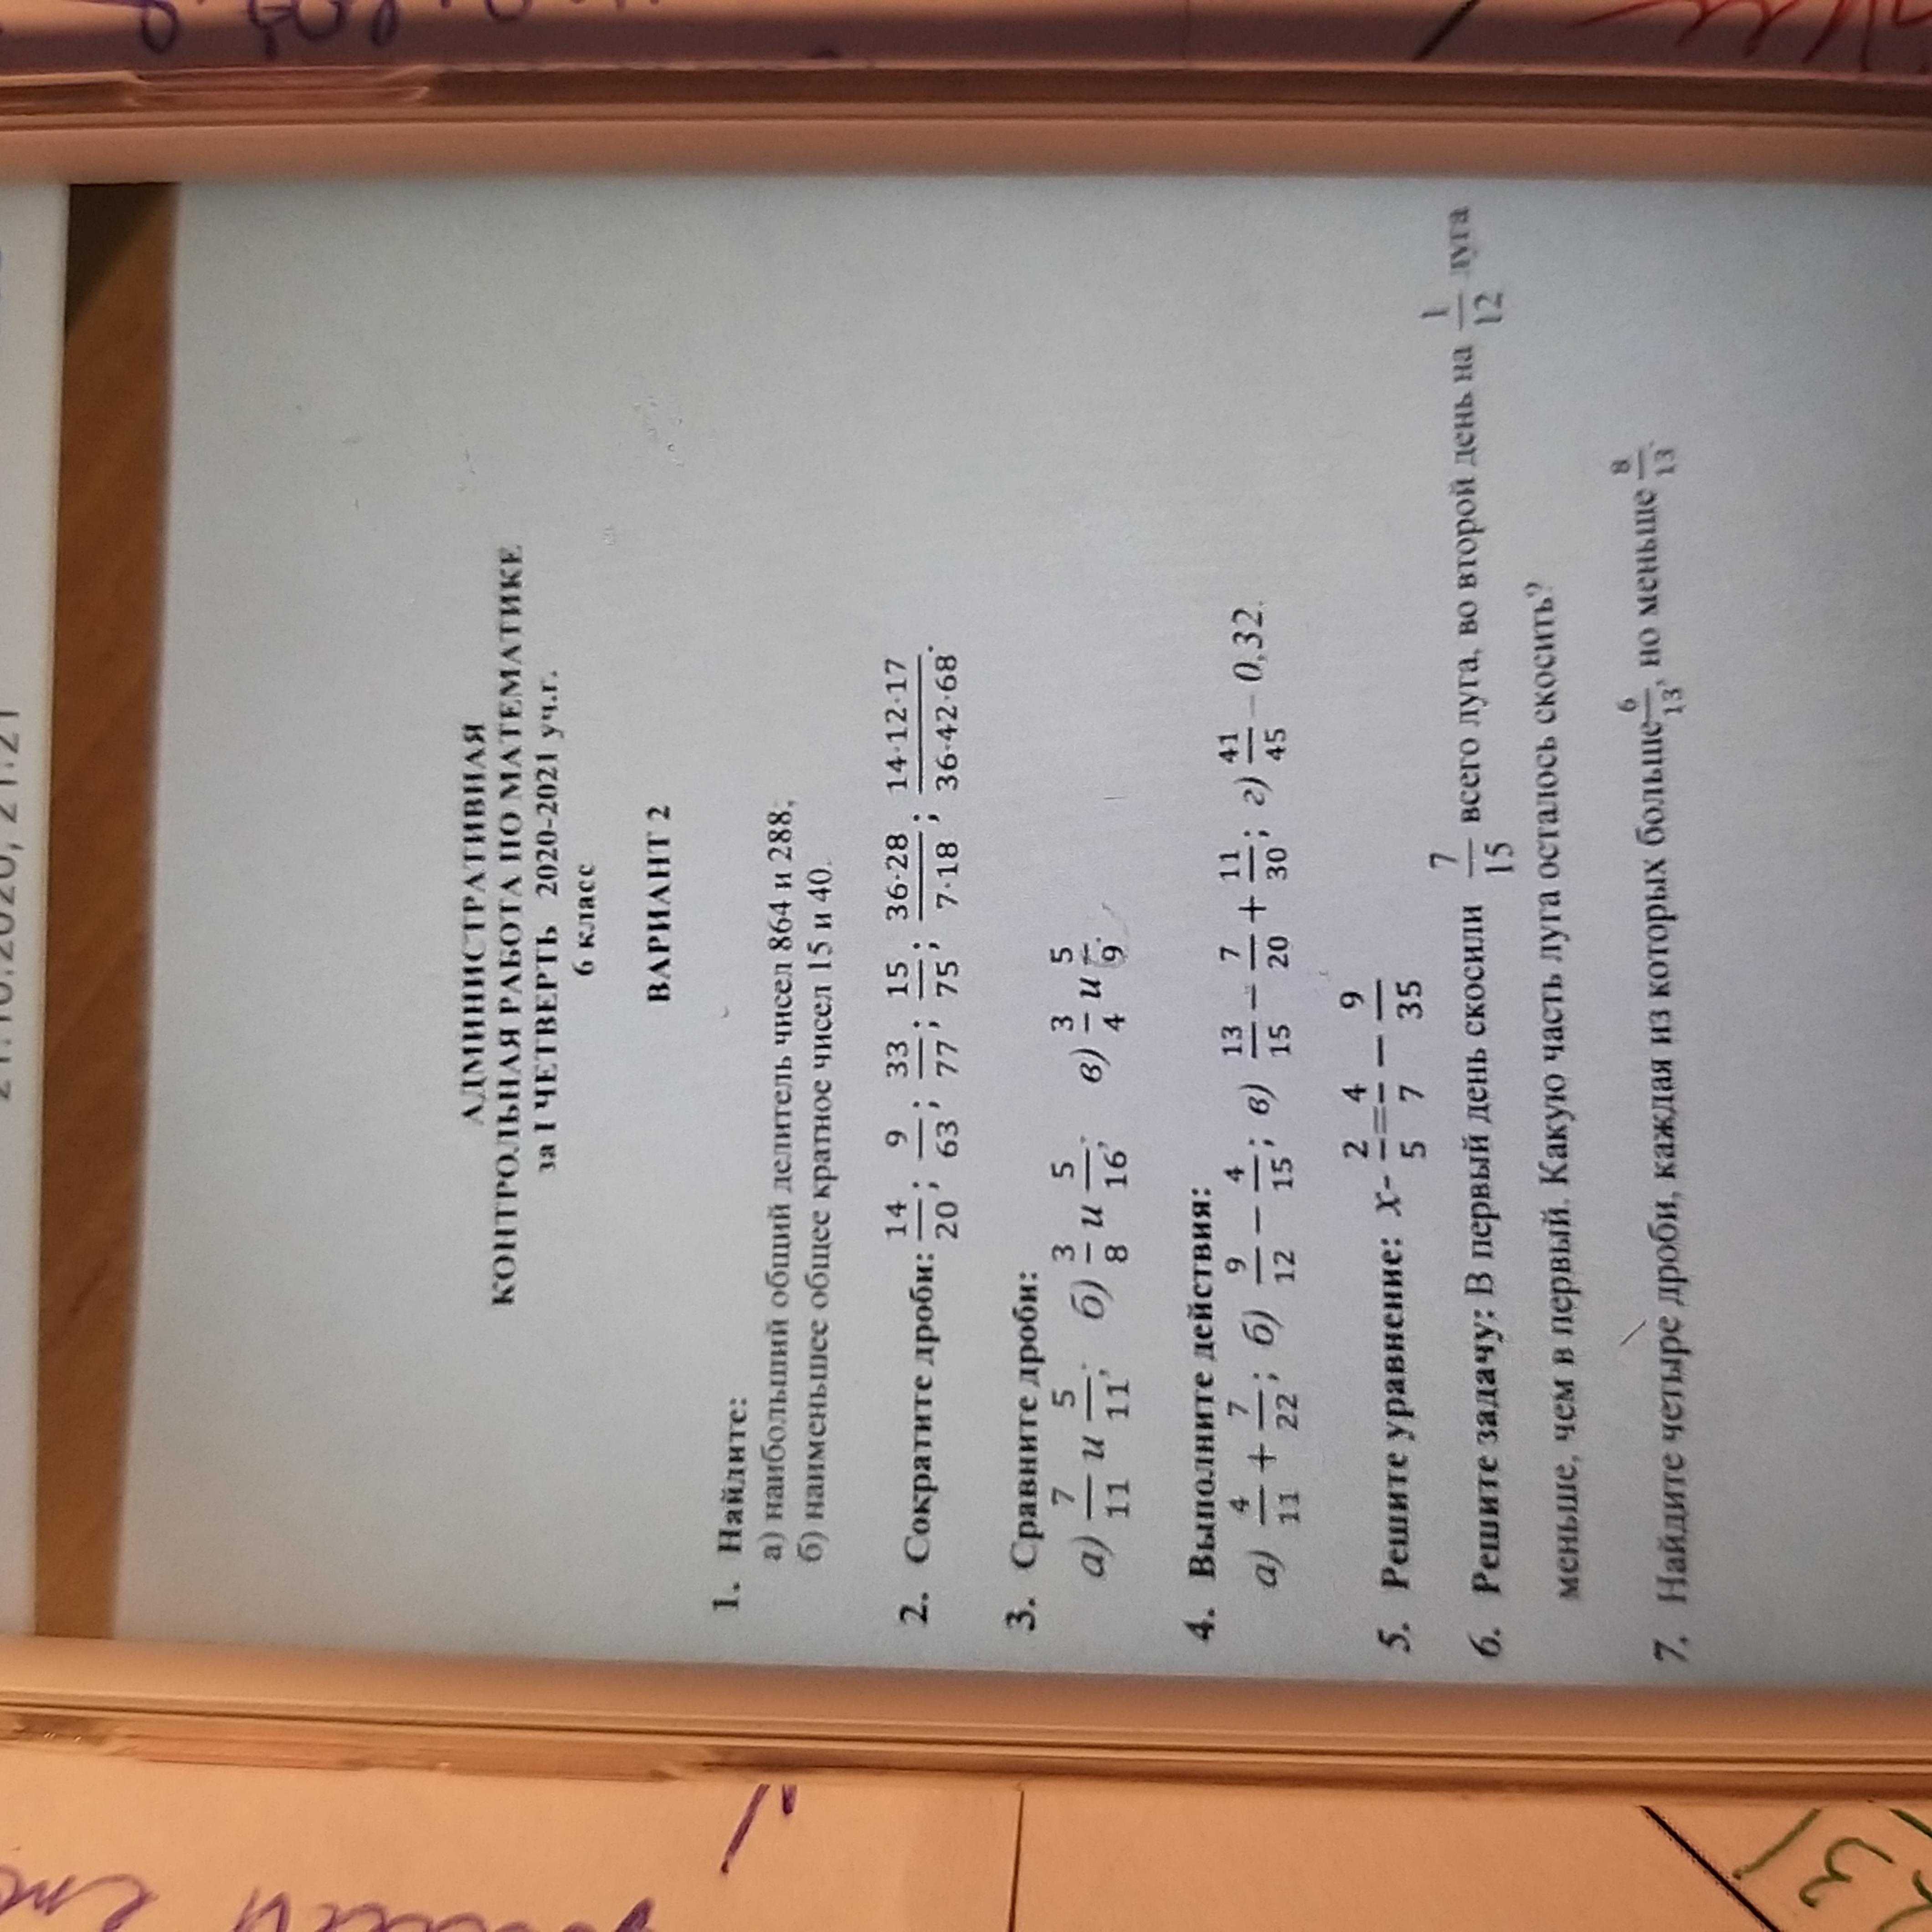 АДМИНИСТРАТИВНАЯ
КОНТРОЛЬНАЯ РАБОТА ПО МАТЕМАТИКЕ
за I ЧЕТВЕРТЬ 2020-2021 уч.г.
6 класс
ВАРИАНТ 2
1. Найдите:
а) наибольший общий делитель чисел 864 и 288;
б) наименьшее общее кратное чисел 15 и 40.
2. Сократите дроби: 14/20; 9/63; 33/77; 15/75; 36·28/7·18; 14·12·17/36·42·68.
3. Сравните дроби:
а) 7/11 и 5/11; б) 3/8 и 5/16; в) 3/4 и 5/9.
4. Выполните действия:
а) 4/11 + 7/22; б) 9/12 − 4/15; в) 13/15 − 7/20 + 11/30; г) 41/45 − 0,32.
5. Решите уравнение: x- 2/5 = 4/7 − 9/35
6. Решите задачу: В первый день скосили 7/15 всего луга, во второй день на 1/12 луга
меньше, чем в первый. Какую часть луга осталось скосить?
7. Найдите четыре дроби, каждая из которых больше 6/13, но меньше 8/13.